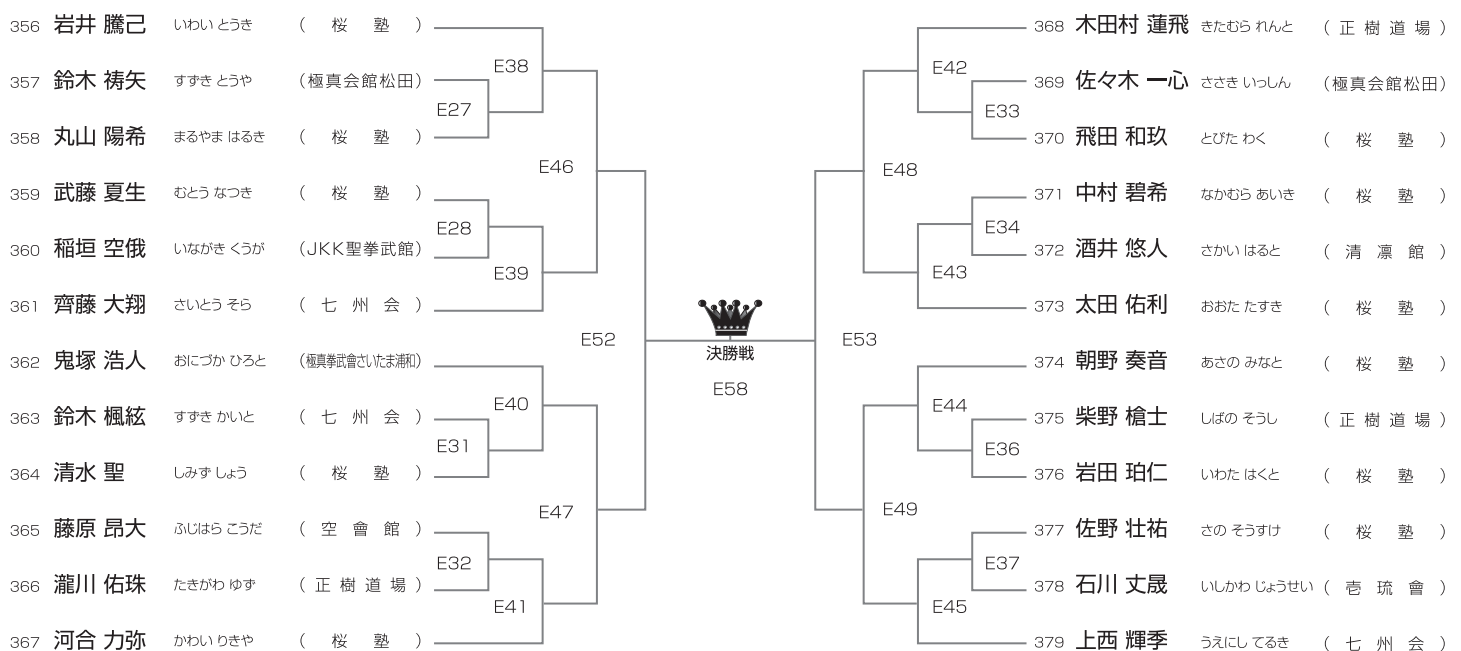 356 岩井 騰己 いわい とうき (桜塾)
357 鈴木 祷矢 すずき とうや (極真会館松田)
358 丸山 陽希 まるやま はるき (桜塾)
359 武藤 夏生 むとう なつき (桜塾)
360 稲垣 空俄 いながき くうが (JKK聖拳武館)
361 齊藤 大翔 さいとう そら (七州会)
362 鬼塚 浩人 おにづか ひろと (極真拳武會さいたま浦和)
363 鈴木 楓絃 すずき かいと (七州会)
364 清水 聖 しみず しょう (桜塾)
365 藤原 昂大 ふじはら こうだ (空會館)
366 瀧川 佑珠 たきがわ ゆず (正樹道場)
367 河合 力弥 かわい りきや (桜塾)
E38
E27
E46
E28
E39
E52
E40
E31
E47
E32
E41
決勝戦
E58
E42
E33
E48
E34
E43
E53
E44
E36
E49
E37
E45
368 木田村 蓮飛 きたむら れんと (正樹道場)
369 佐々木 一心 ささき いっしん (極真会館松田)
370 飛田 和玖 とびた わく (桜塾)
371 中村 碧希 なかむら あいき (桜塾)
372 酒井 悠人 さかい はると (清凛館)
373 太田 佑利 おおた たすき (桜塾)
374 朝野 奏音 あさの みなと (桜塾)
375 柴野 槍士 しばの そうし (正樹道場)
376 岩田 珀仁 いわた はくと (桜塾)
377 佐野 壮祐 さの そうすけ (桜塾)
378 石川 丈晟 いしかわ じょうせい (壱琉會)
379 上西 輝季 うえにし てるき (七州会)